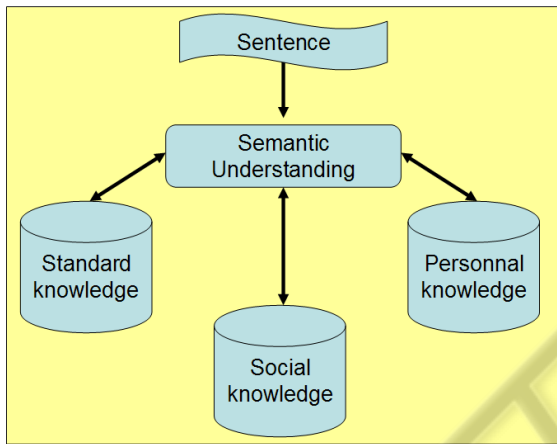 Sentence
Semantic
Understanding
Standard
knowledge
Personnal
knowledge
Social
knowledge